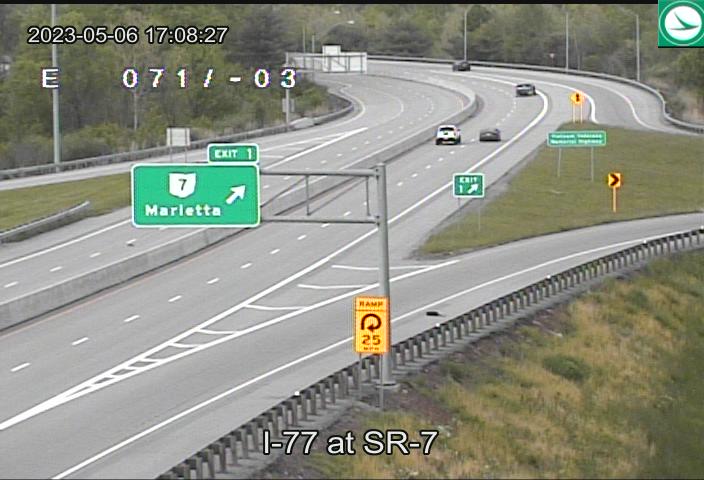 2023-05-06 17:08:27
E 071/-03
EXIT 1
7
Marietta
EXIT
1
Vietnam Veterans
Memorial Highway
RAMP
25
MPH
I-77 at SR-7